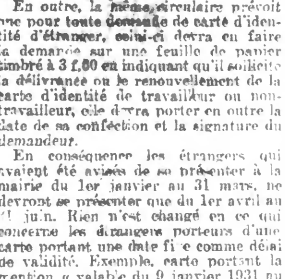 En outre, la même circulaire prévoit
que pour toute demande de carte d'iden-
tité d'étranger, celui-ci devra en faire
la demande sur une feuille de papier
timbré à 3 f,60 en indiquant qu'il sollicite
la délivrance ou le renouvellement de la
carte d'identité de travailleur ou non-
travailleur, elle devra porter en outre la
date de sa confection et la signature du
demandeur.
En conséquence les étrangers qui
avaient été avisés de se présenter à la
mairie du 1er janvier au 31 mars, ne
devront se présenter que du 1er avril au
juin. Rien n'est changé en ce qui
concerne les étrangers porteurs d'une
carte portant une date fixe comme délai
de validité. Exemple, carte portant la
mention « valable du 9 janvier 1931 au